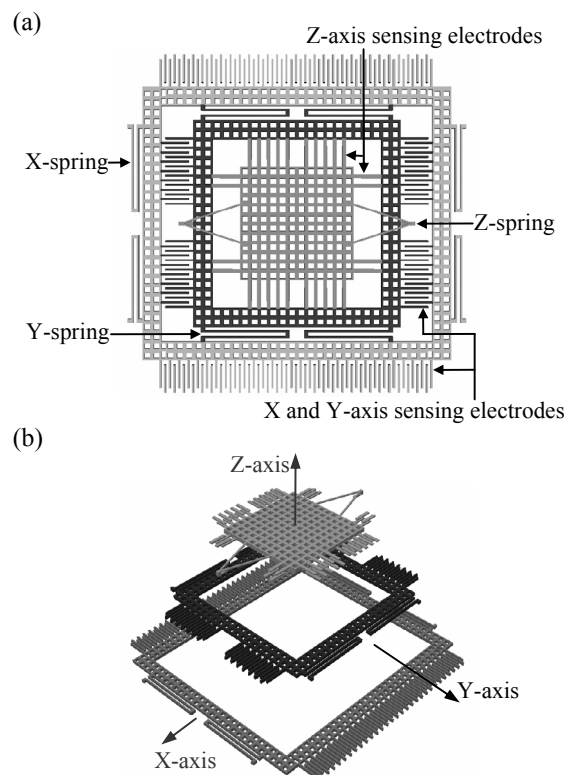 (a)
Z-axis sensing electrodes
X-spring
Z-spring
Y-spring
X and Y-axis sensing electrodes
(b)
Z-axis
Y-axis
X-axis